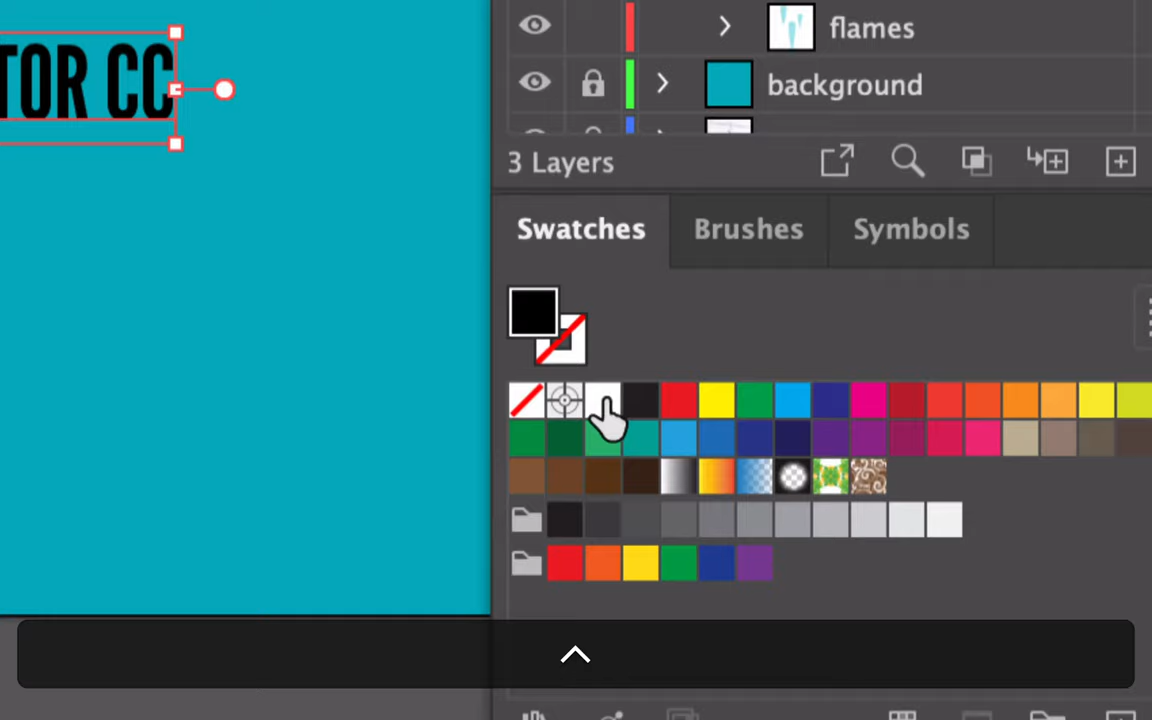 flames
TOR CC
background
3 Layers
Swatches
Brushes
Symbols